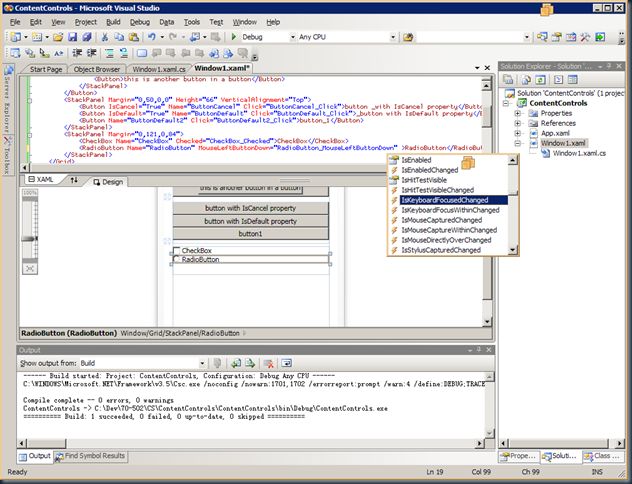 ContentControls - Microsoft Visual Studio
File Edit View Project Build Debug Data Tools Test Window Help
Debug Any CPU
Start Page Object Browser Window1.xaml.cs Window1.xaml*
<Button>this is another button in a button</Button>
</StackPanel>
</Button>
<StackPanel Margin="0,50,0,0" Height="66" VerticalAlignment="Top">
<Button IsCancel="True" Name="ButtonCancel" Click="ButtonCancel_Click">button _with IsCancel property</Button>
<Button IsDefault="True" Name="ButtonDefault" Click="ButtonDefault_Click">_button with IsDefault property</Button>
<Button Name="ButtonDefault2" Click="ButtonDefault2_Click">button_1</Button>
</StackPanel>
<StackPanel Margin="0,121,0,84">
<CheckBox Name="CheckBox" Checked="CheckBox_Checked">CheckBox</CheckBox>
<RadioButton Name="RadioButton" MouseLeftButtonDown="RadioButton_MouseLeftButtonDown" >RadioButton</RadioButton>
</StackPanel>
</Grid>
XAML Design
this is another button in a button
button with IsCancel property
button with IsDefault property
button1
CheckBox
RadioButton
IsEnabled
IsEnabledChanged
IsHitTestVisible
IsHitTestVisibleChanged
IsKeyboardFocusedChanged
IsKeyboardFocusWithinChanged
IsMouseCapturedChanged
IsMouseCaptureWithinChanged
IsMouseDirectlyOverChanged
IsStylusCapturedChanged
RadioButton (RadioButton) Window/Grid/StackPanel/RadioButton
Server Explorer
Toolbox
Solution Explorer - Solution '
Solution 'ContentControls' (1 project
ContentControls
Properties
References
App.xaml
Window1.xaml
Window1.xaml.cs
Output
Show output from: Build
------ Build started: Project: ContentControls, Configuration: Debug Any CPU ------
C:\WINDOWS\Microsoft.NET\Framework\v3.5\Csc.exe /noconfig /nowarn:1701,1702 /errorreport:prompt /warn:4 /define:DEBUG;TRACE
Compile complete -- 0 errors, 0 warnings
ContentControls -> C:\Dev\70-502\CS\ContentControls\ContentControls\bin\Debug\ContentControls.exe
========== Build: 1 succeeded, 0 failed, 0 up-to-date, 0 skipped ==========
Output Find Symbol Results
Prope... Soluti... Class ...
Ready Ln 19 Col 99 Ch 99 INS